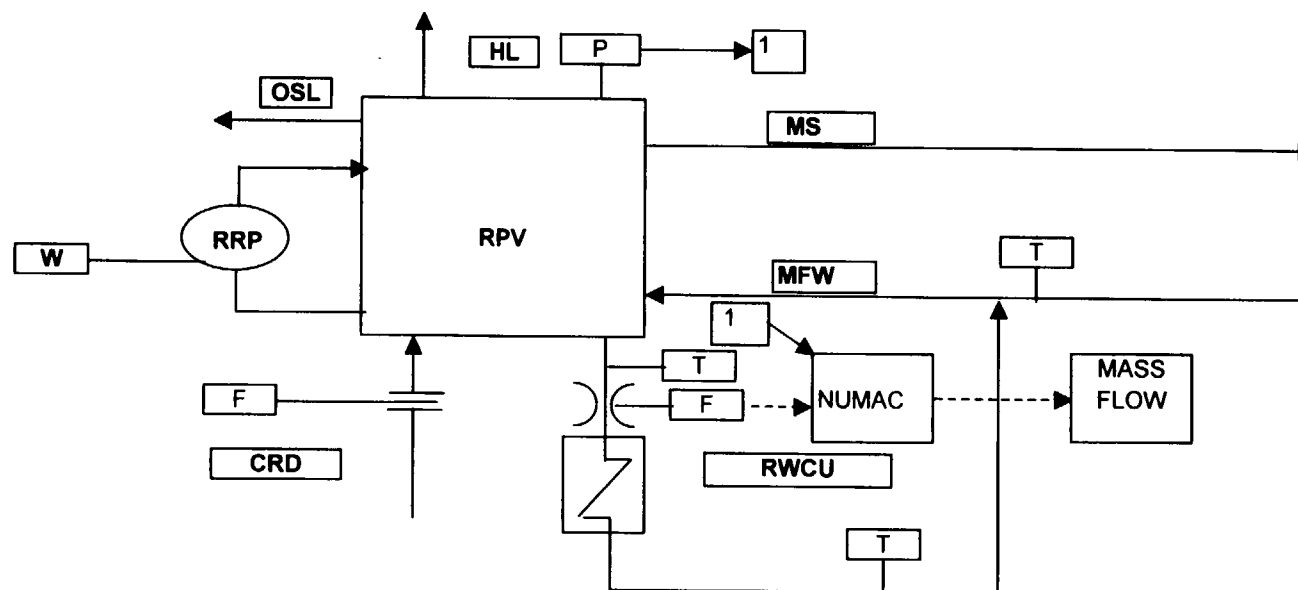 HL
P
1
OSL
MS
RRP
RPV
W
T
MFW
1
T
F
F
NUMAC
MASS
FLOW
CRD
RWCU
T